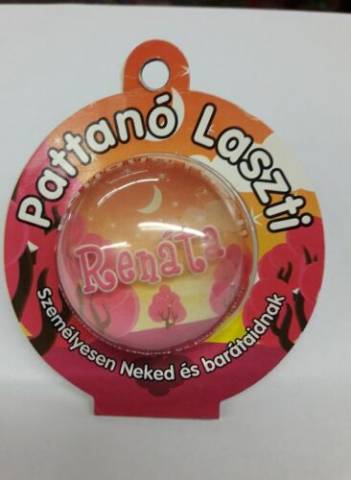 Pattanó Laszti
Renáta
Személyesen Neked és barátaidnak